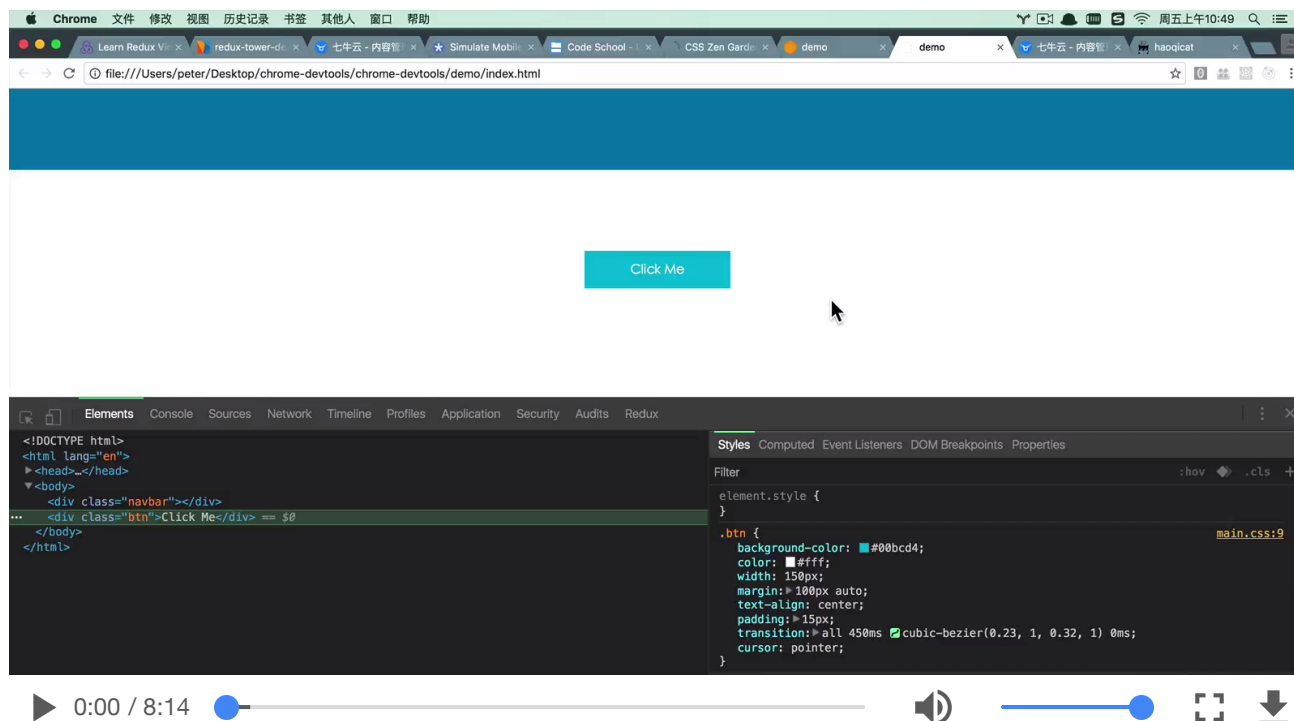 Chrome 文件 修改 视图 历史记录 书签 其他人 窗口 帮助 周五上午10:49
Learn Redux Vic redux-tower-de 七牛云 - 内容管 Simulate Mobile Code School - CSS Zen Garde demo demo 七牛云 - 内容管 haoqicat
file:///Users/peter/Desktop/chrome-devtools/chrome-devtools/demo/index.html
Click Me
Elements Console Sources Network Timeline Profiles Application Security Audits Redux
<!DOCTYPE html>
<html lang="en">
<head>…</head>
<body>
<div class="navbar"></div>
<div class="btn">Click Me</div> == $0
</body>
</html>
Styles Computed Event Listeners DOM Breakpoints Properties
Filter :hov .cls +
element.style {
}
.btn { main.css:9
background-color: #00bcd4;
color: #fff;
width: 150px;
margin: 100px auto;
text-align: center;
padding: 15px;
transition: all 450ms cubic-bezier(0.23, 1, 0.32, 1) 0ms;
cursor: pointer;
}
0:00 / 8:14